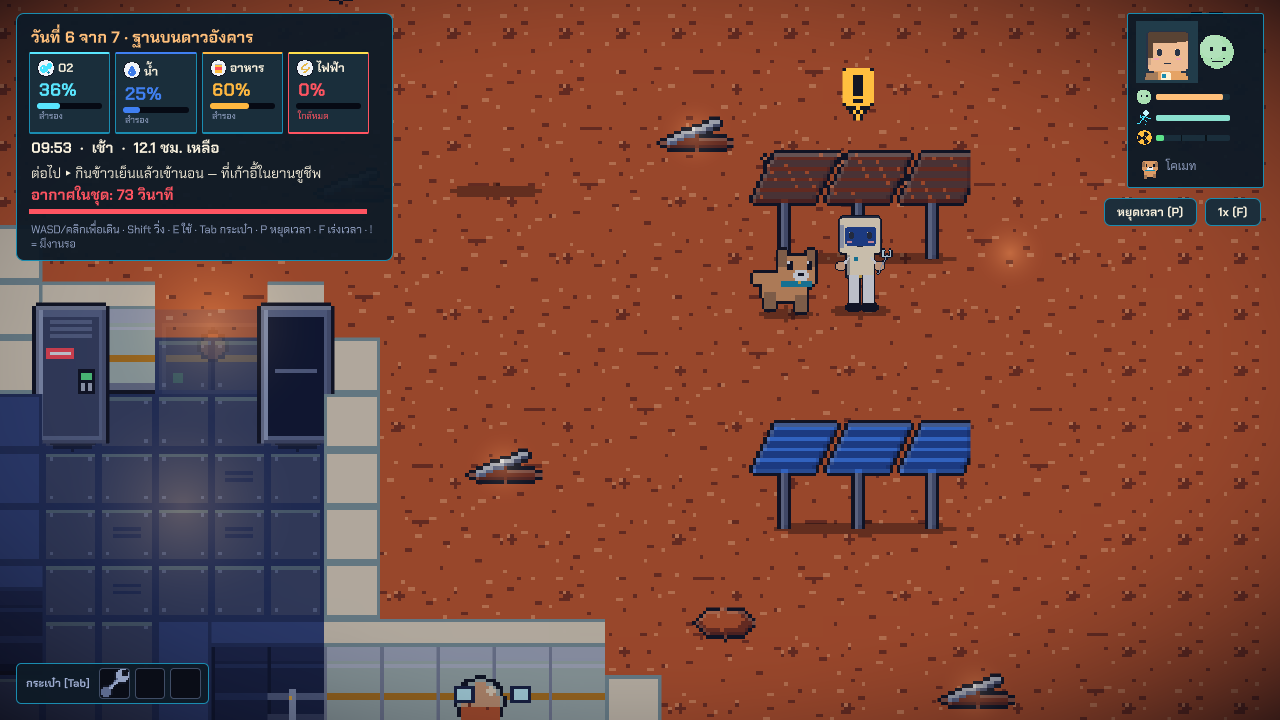 วันที่ 6 จาก 7 · ฐานบนดาวอังคาร
O2
36%
สำรอง
น้ำ
25%
สำรอง
อาหาร
60%
สำรอง
ไฟฟ้า
0%
ใกล้หมด
09:53 · เช้า · 12.1 ชม. เหลือ
ต่อไป ▸ กินข้าวเย็นแล้วเข้านอน — ที่เก้าอี้ในยานชูชีพ
อากาศในชุด: 73 วินาที
WASD/คลิกเพื่อเดิน · Shift วิ่ง · E ใช้ · Tab กระเป๋า · P หยุดเวลา · F เร่งเวลา · !
= มีงานรอ
โคเมท
หยุดเวลา (P)
1x (F)
กระเป๋า [Tab]